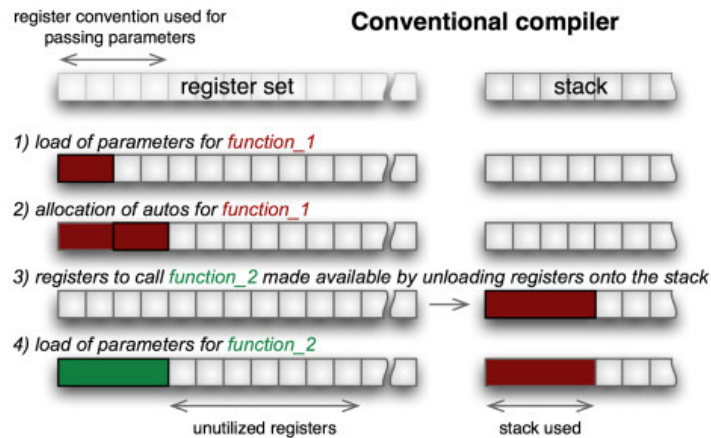 register convention used for
passing parameters
Conventional compiler
register set
stack
1) load of parameters for function_1
2) allocation of autos for function_1
3) registers to call function_2 made available by unloading registers onto the stack
4) load of parameters for function_2
unutilized registers
stack used